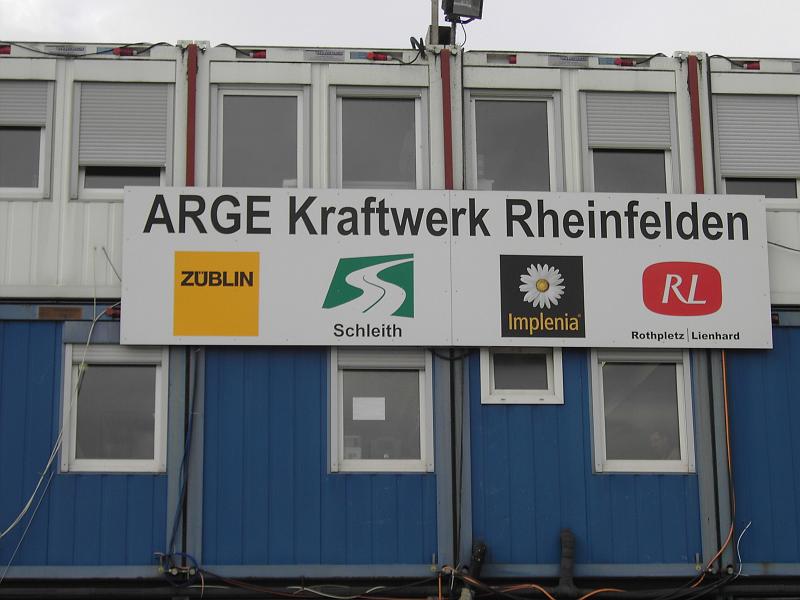 ARGE Kraftwerk Rheinfelden
ZÜBLIN
Schleith
Implenia®
RL
Rothpletz | Lienhard